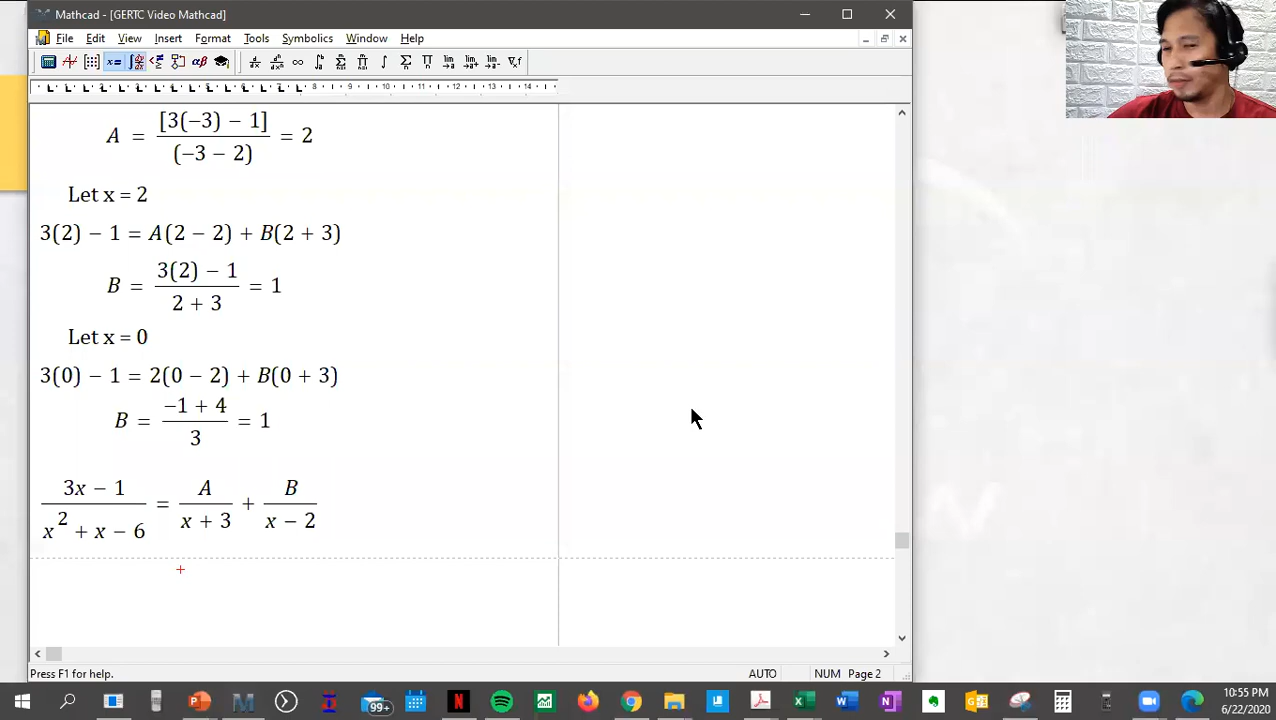 Mathcad - [GERTC Video Mathcad]
File Edit View Insert Format Tools Symbolics Window Help
A = [3(−3) − 1] / (−3 − 2) = 2
Let x = 2
3(2) − 1 = A(2 − 2) + B(2 + 3)
B = 3(2) − 1 / 2 + 3 = 1
Let x = 0
3(0) − 1 = 2(0 − 2) + B(0 + 3)
B = −1 + 4 / 3 = 1
3x − 1 / x² + x − 6 = A / x + 3 + B / x − 2
Press F1 for help.
AUTO NUM Page 2
99+
10:55 PM
6/22/2020